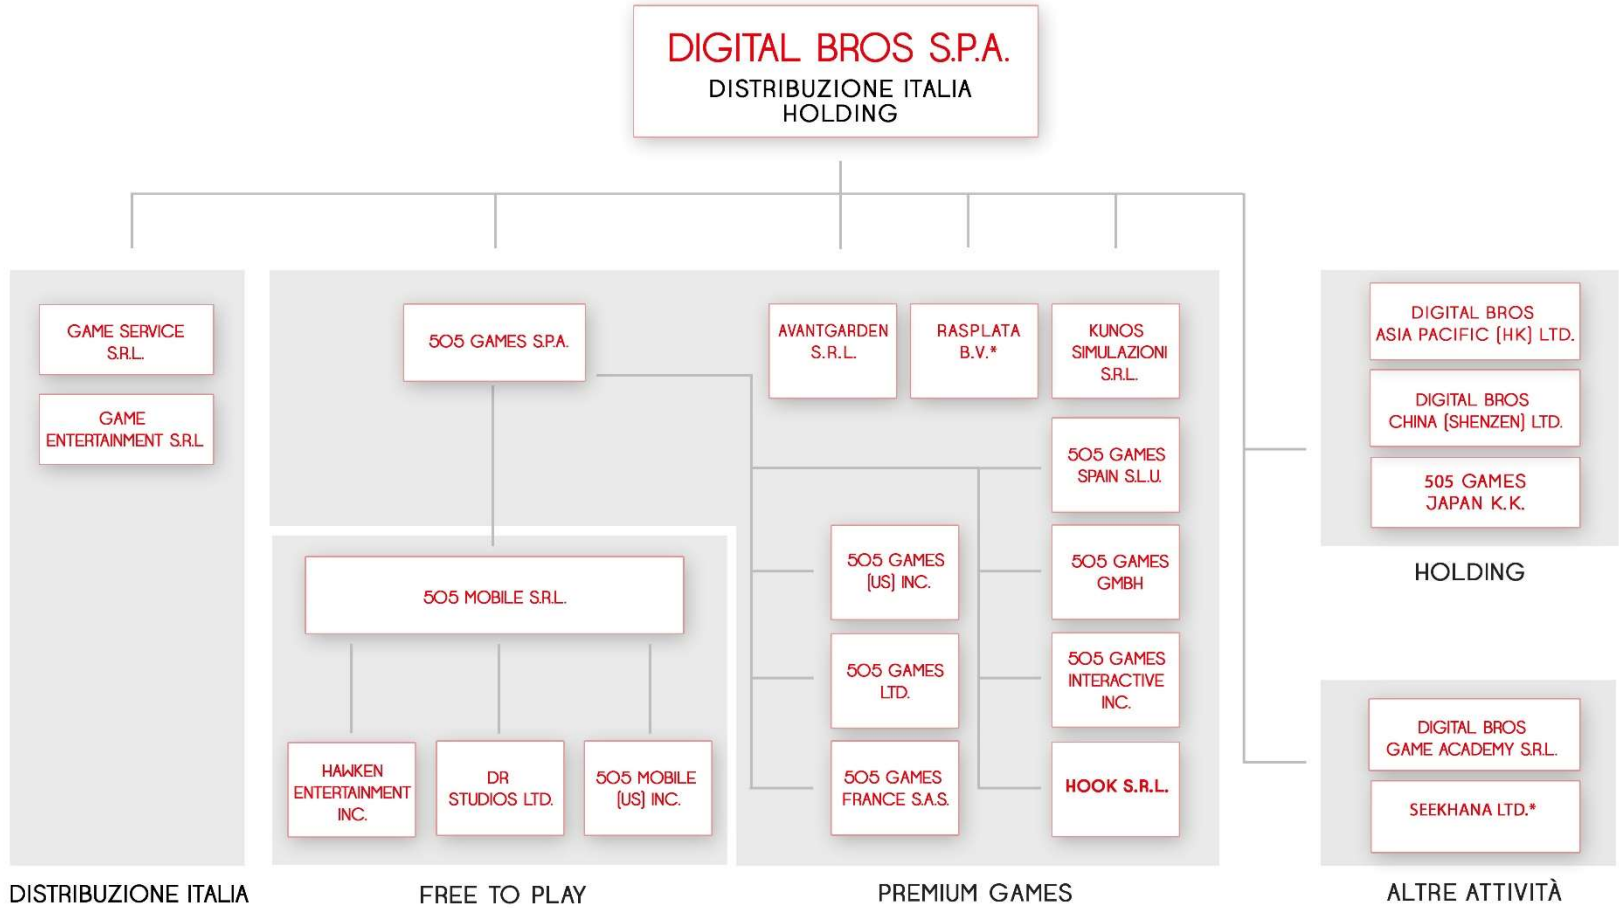 DIGITAL BROS S.P.A.
DISTRIBUZIONE ITALIA
HOLDING
GAME SERVICE
S.R.L.
GAME
ENTERTAINMENT S.R.L
DISTRIBUZIONE ITALIA
505 GAMES S.P.A.
505 MOBILE S.R.L.
HAWKEN
ENTERTAINMENT
INC.
DR
STUDIOS LTD.
505 MOBILE
(US) INC.
FREE TO PLAY
AVANTGARDEN
S.R.L.
RASPLATA
B.V.*
KUNOS
SIMULAZIONI
S.R.L.
505 GAMES
SPAIN S.L.U.
505 GAMES
(US) INC.
505 GAMES
GMBH
505 GAMES
LTD.
505 GAMES
INTERACTIVE
INC.
505 GAMES
FRANCE S.A.S.
HOOK S.R.L.
PREMIUM GAMES
DIGITAL BROS
ASIA PACIFIC (HK) LTD.
DIGITAL BROS
CHINA (SHENZEN) LTD.
505 GAMES
JAPAN K.K.
HOLDING
DIGITAL BROS
GAME ACADEMY S.R.L.
SEEKHANA LTD.*
ALTRE ATTIVITÀ